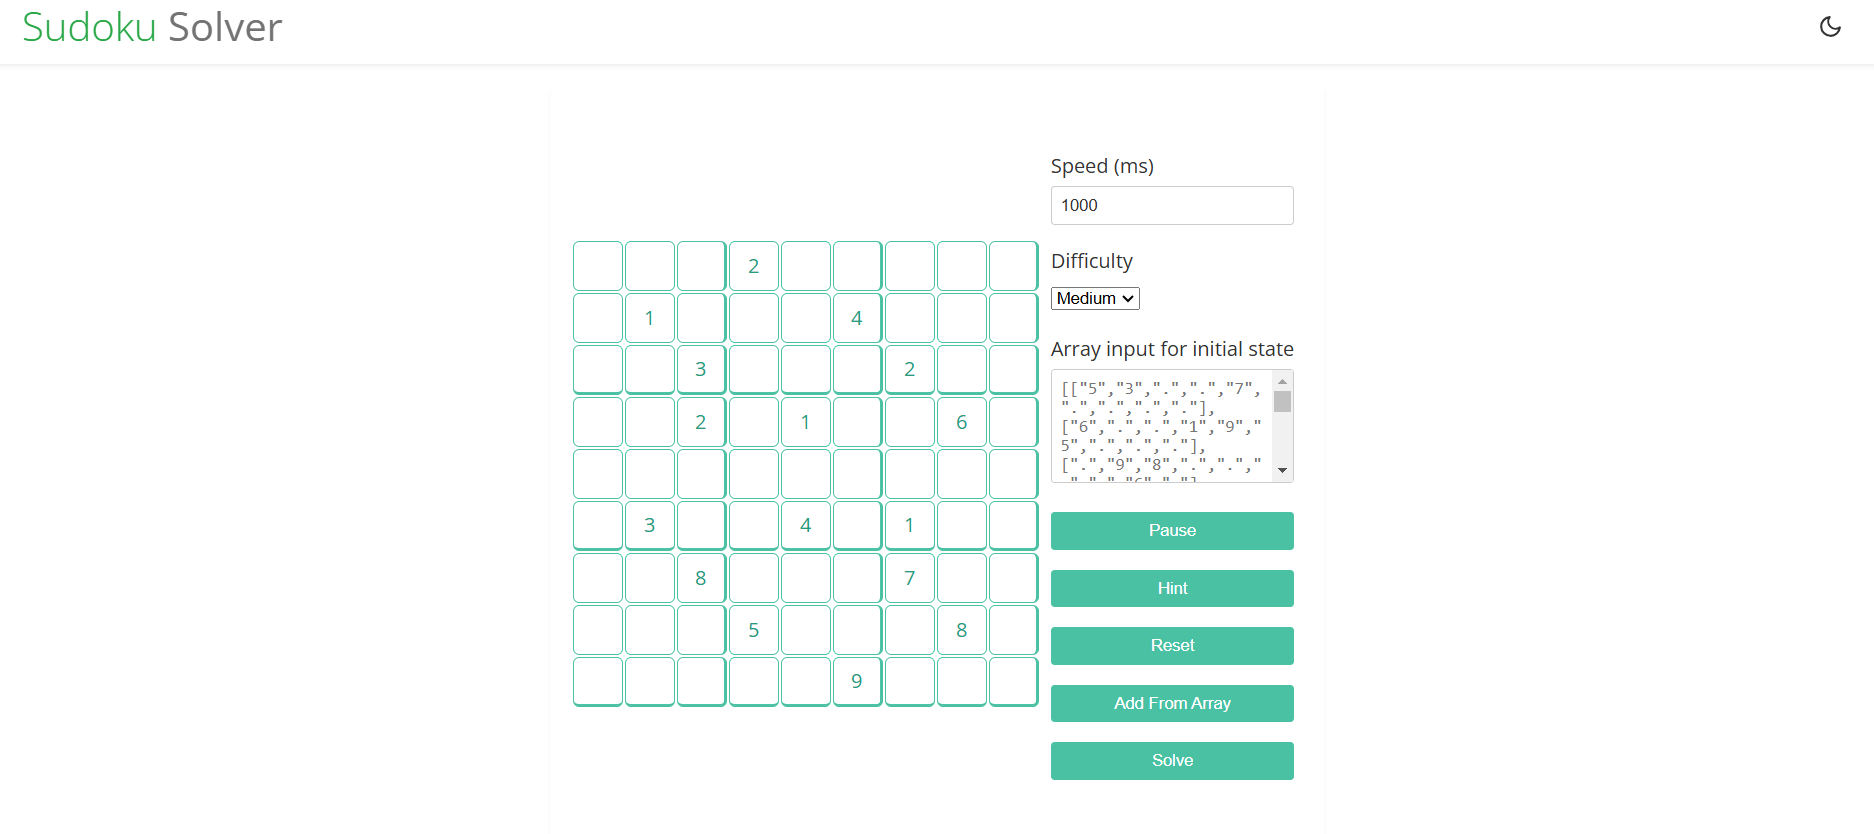 Sudoku Solver
Speed (ms)
1000
Difficulty
Medium
Array input for initial state
[["5","3",".",".","7",
".",".",".","."],
["6",".",".","1","9","
5",".",".","."],
[".","9","8",".",".","
2
1 4
3 2
2 1 6
3 4 1
8 7
5 8
9
Pause
Hint
Reset
Add From Array
Solve